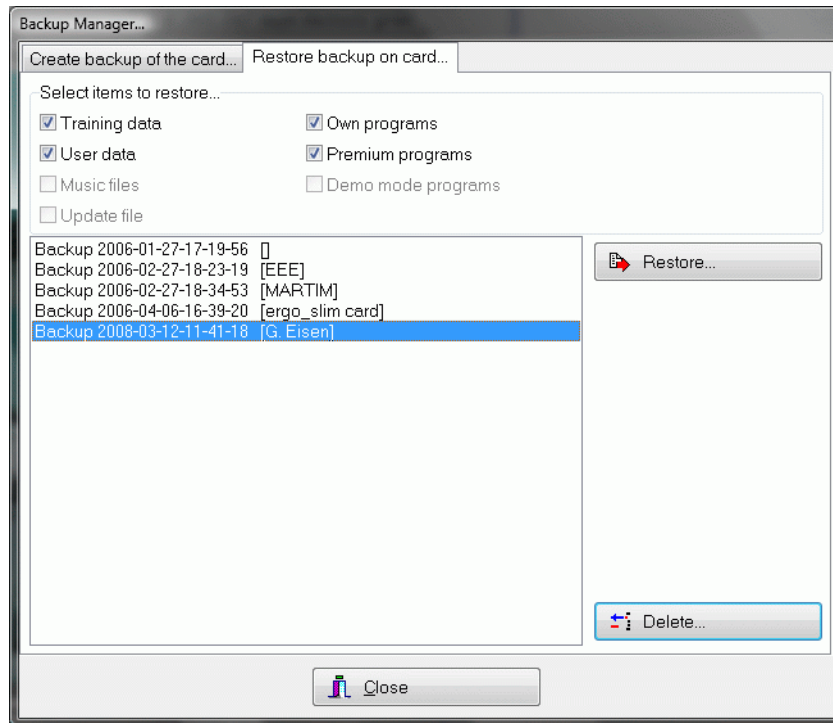 Backup Manager...
Create backup of the card... Restore backup on card...
Select items to restore...
Training data Own programs
User data Premium programs
Music files Demo mode programs
Update file
Backup 2006-01-27-17-19-56 []
Backup 2006-02-27-18-23-19 [EEE]
Backup 2006-02-27-18-34-53 [MARTIM]
Backup 2006-04-06-16-39-20 [ergo_slim card]
Backup 2008-03-12-11-41-18 [G. Eisen]
Restore...
Delete...
Close